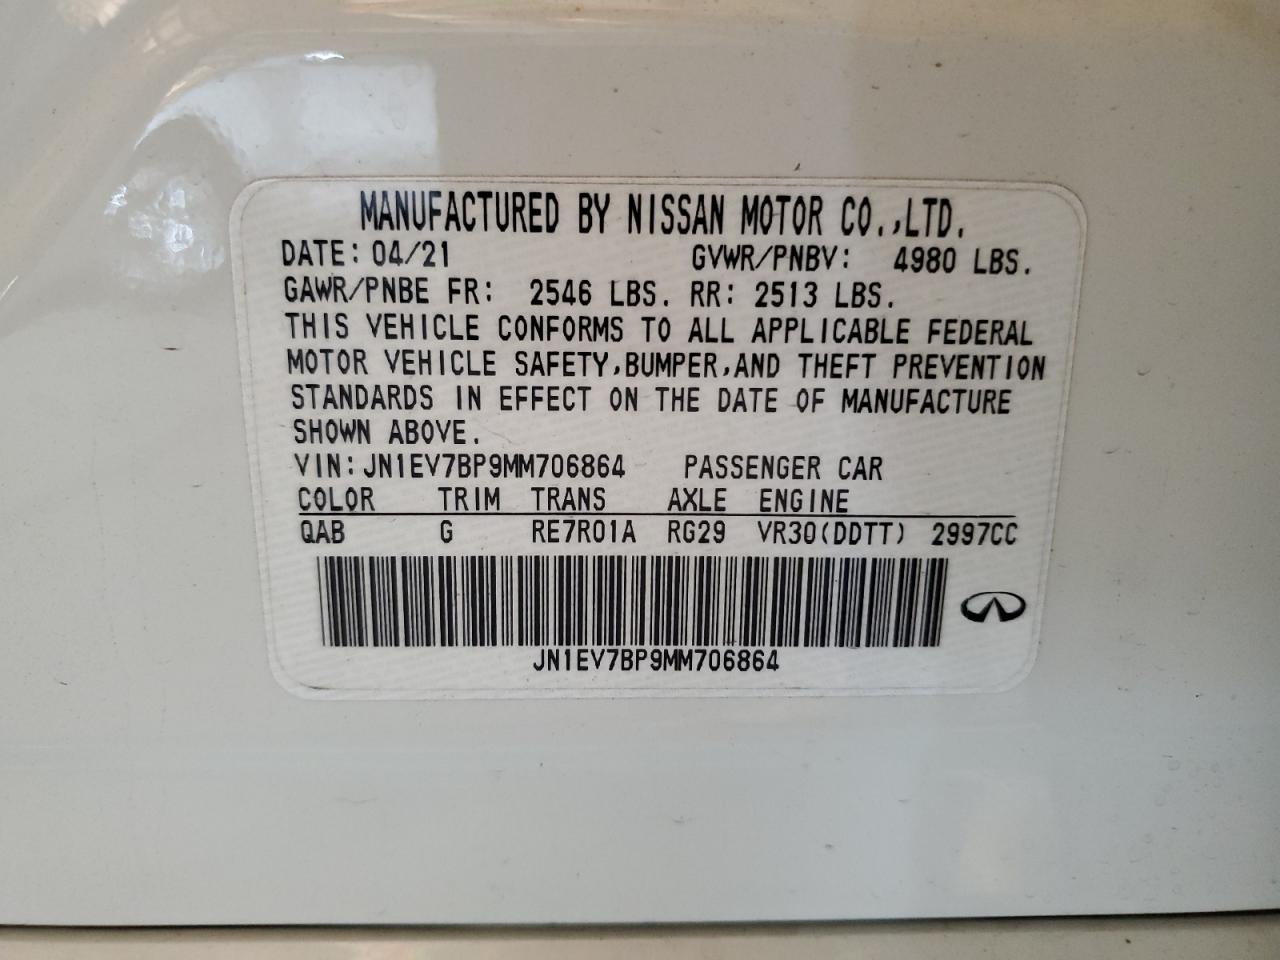 MANUFACTURED BY NISSAN MOTOR CO.,LTD.
DATE: 04/21 GVWR/PNBV: 4980 LBS.
GAWR/PNBE FR: 2546 LBS. RR: 2513 LBS.
THIS VEHICLE CONFORMS TO ALL APPLICABLE FEDERAL
MOTOR VEHICLE SAFETY,BUMPER,AND THEFT PREVENTION
STANDARDS IN EFFECT ON THE DATE OF MANUFACTURE
SHOWN ABOVE.
VIN: JN1EV7BP9MM706864 PASSENGER CAR
COLOR TRIM TRANS AXLE ENGINE
QAB G RE7R01A RG29 VR30(DDTT) 2997CC
JN1EV7BP9MM706864